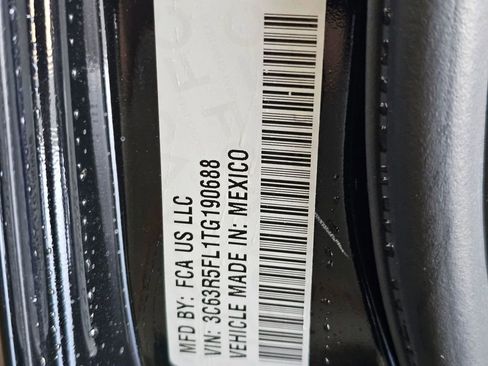 MFD BY: FCA US LLC
VIN: 3C63R5FL1TG190688
VEHICLE MADE IN: MEXICO